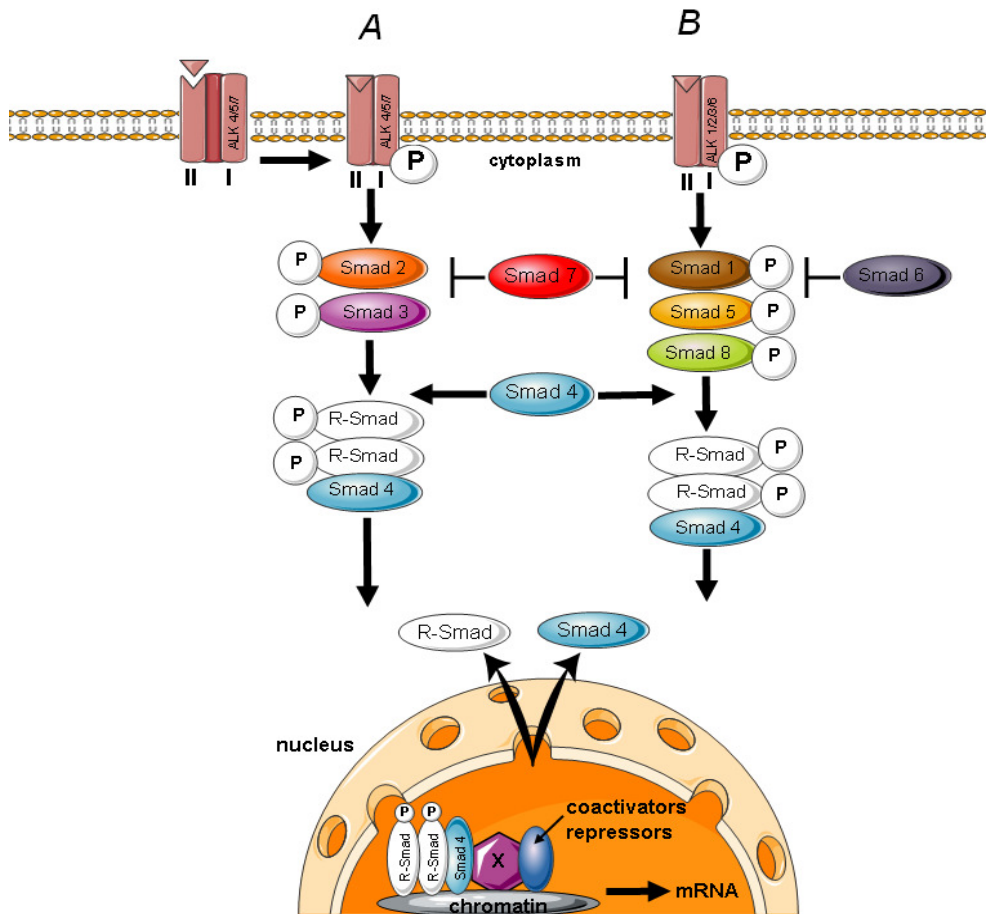 A
B
ALK 4/5/7
ALK 4/5/7
ALK 1/2/3/6
P
P
cytoplasm
II
I
II
I
II
I
P
Smad 2
Smad 7
Smad 1
P
Smad 6
P
Smad 3
Smad 5
P
Smad 8
P
Smad 4
P
R-Smad
P
R-Smad
Smad 4
R-Smad
P
R-Smad
P
Smad 4
R-Smad
Smad 4
nucleus
P
P
R-Smad
R-Smad
Smad 4
X
coactivators
repressors
chromatin
mRNA